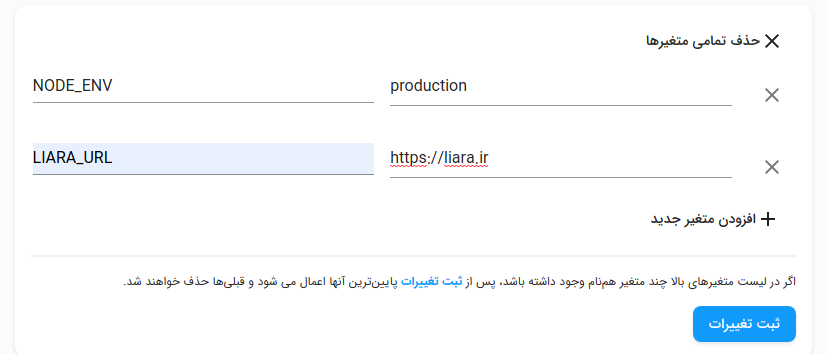 حذف تمامی متغیرها
NODE_ENV production
LIARA_URL https://liara.ir
افزودن متغیر جدید
اگر در لیست متغیرهای بالا چند متغیر هم‌نام وجود داشته باشد، پس از ثبت تغییرات پایین‌ترین آنها اعمال می شود و قبلی‌ها حذف خواهند شد.
ثبت تغییرات